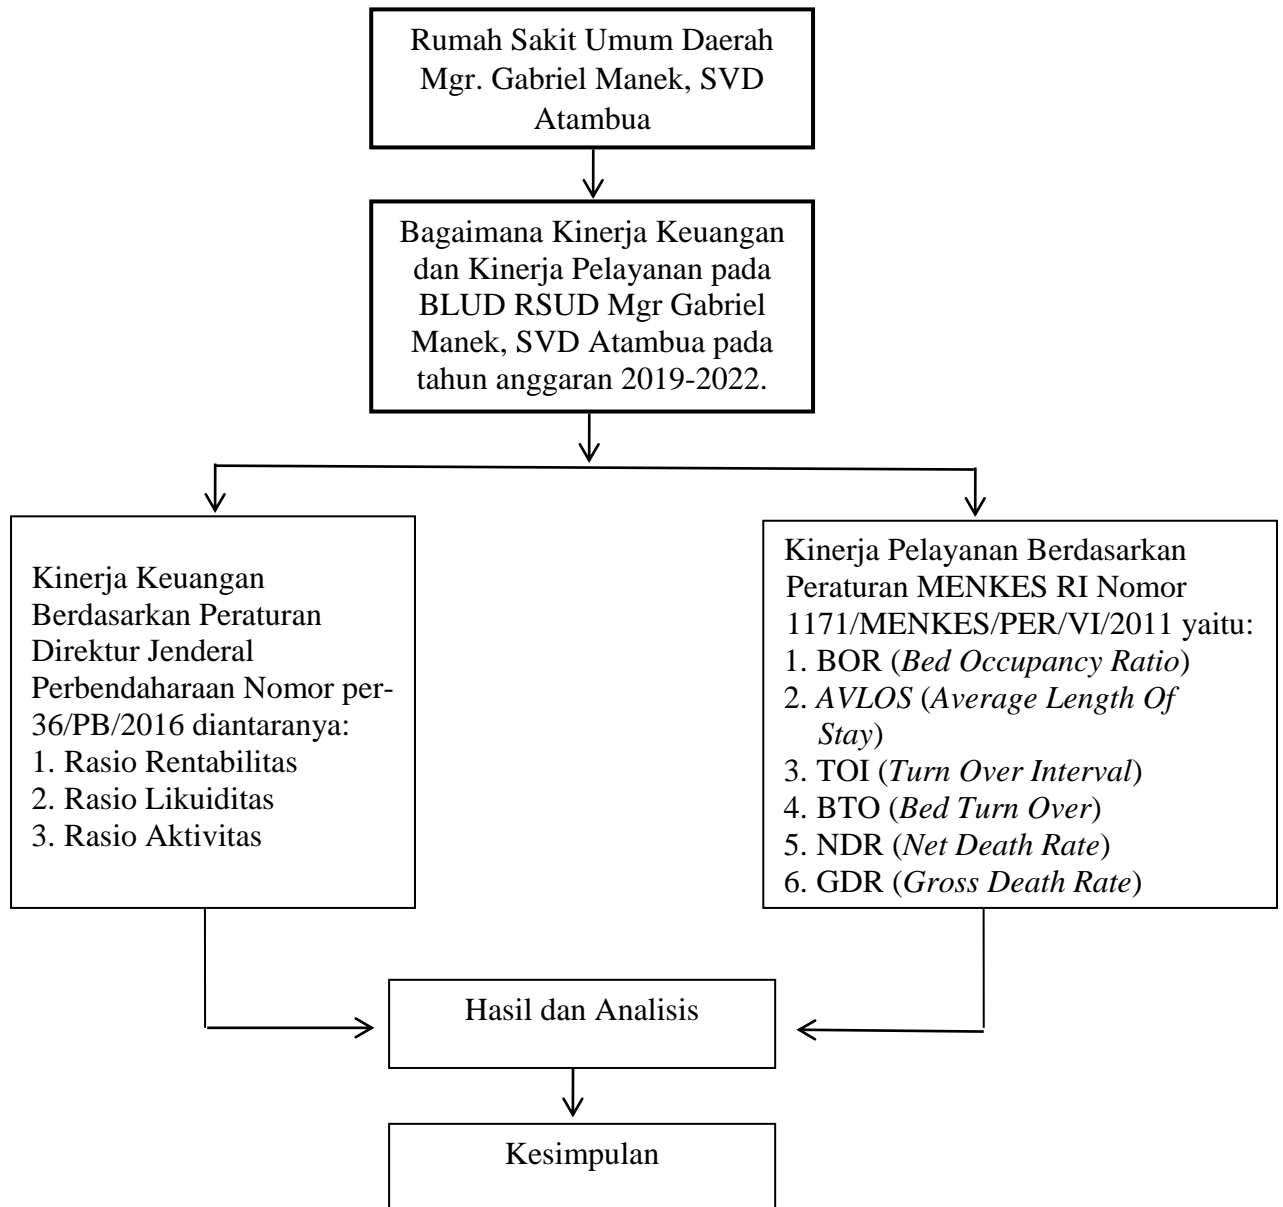 Rumah Sakit Umum Daerah
Mgr. Gabriel Manek, SVD
Atambua
Bagaimana Kinerja Keuangan
dan Kinerja Pelayanan pada
BLUD RSUD Mgr Gabriel
Manek, SVD Atambua pada
tahun anggaran 2019-2022.
Kinerja Keuangan
Berdasarkan Peraturan
Direktur Jenderal
Perbendaharaan Nomor per-
36/PB/2016 diantaranya:
1. Rasio Rentabilitas
2. Rasio Likuiditas
3. Rasio Aktivitas
Kinerja Pelayanan Berdasarkan
Peraturan MENKES RI Nomor
1171/MENKES/PER/VI/2011 yaitu:
1. BOR (Bed Occupancy Ratio)
2. AVLOS (Average Length Of
Stay)
3. TOI (Turn Over Interval)
4. BTO (Bed Turn Over)
5. NDR (Net Death Rate)
6. GDR (Gross Death Rate)
Hasil dan Analisis
Kesimpulan